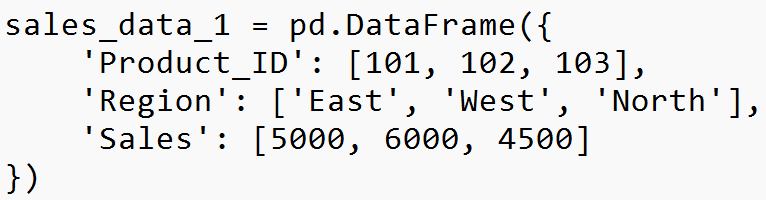 sales_data_1 = pd.DataFrame({
    'Product_ID': [101, 102, 103],
    'Region': ['East', 'West', 'North'],
    'Sales': [5000, 6000, 4500]
})